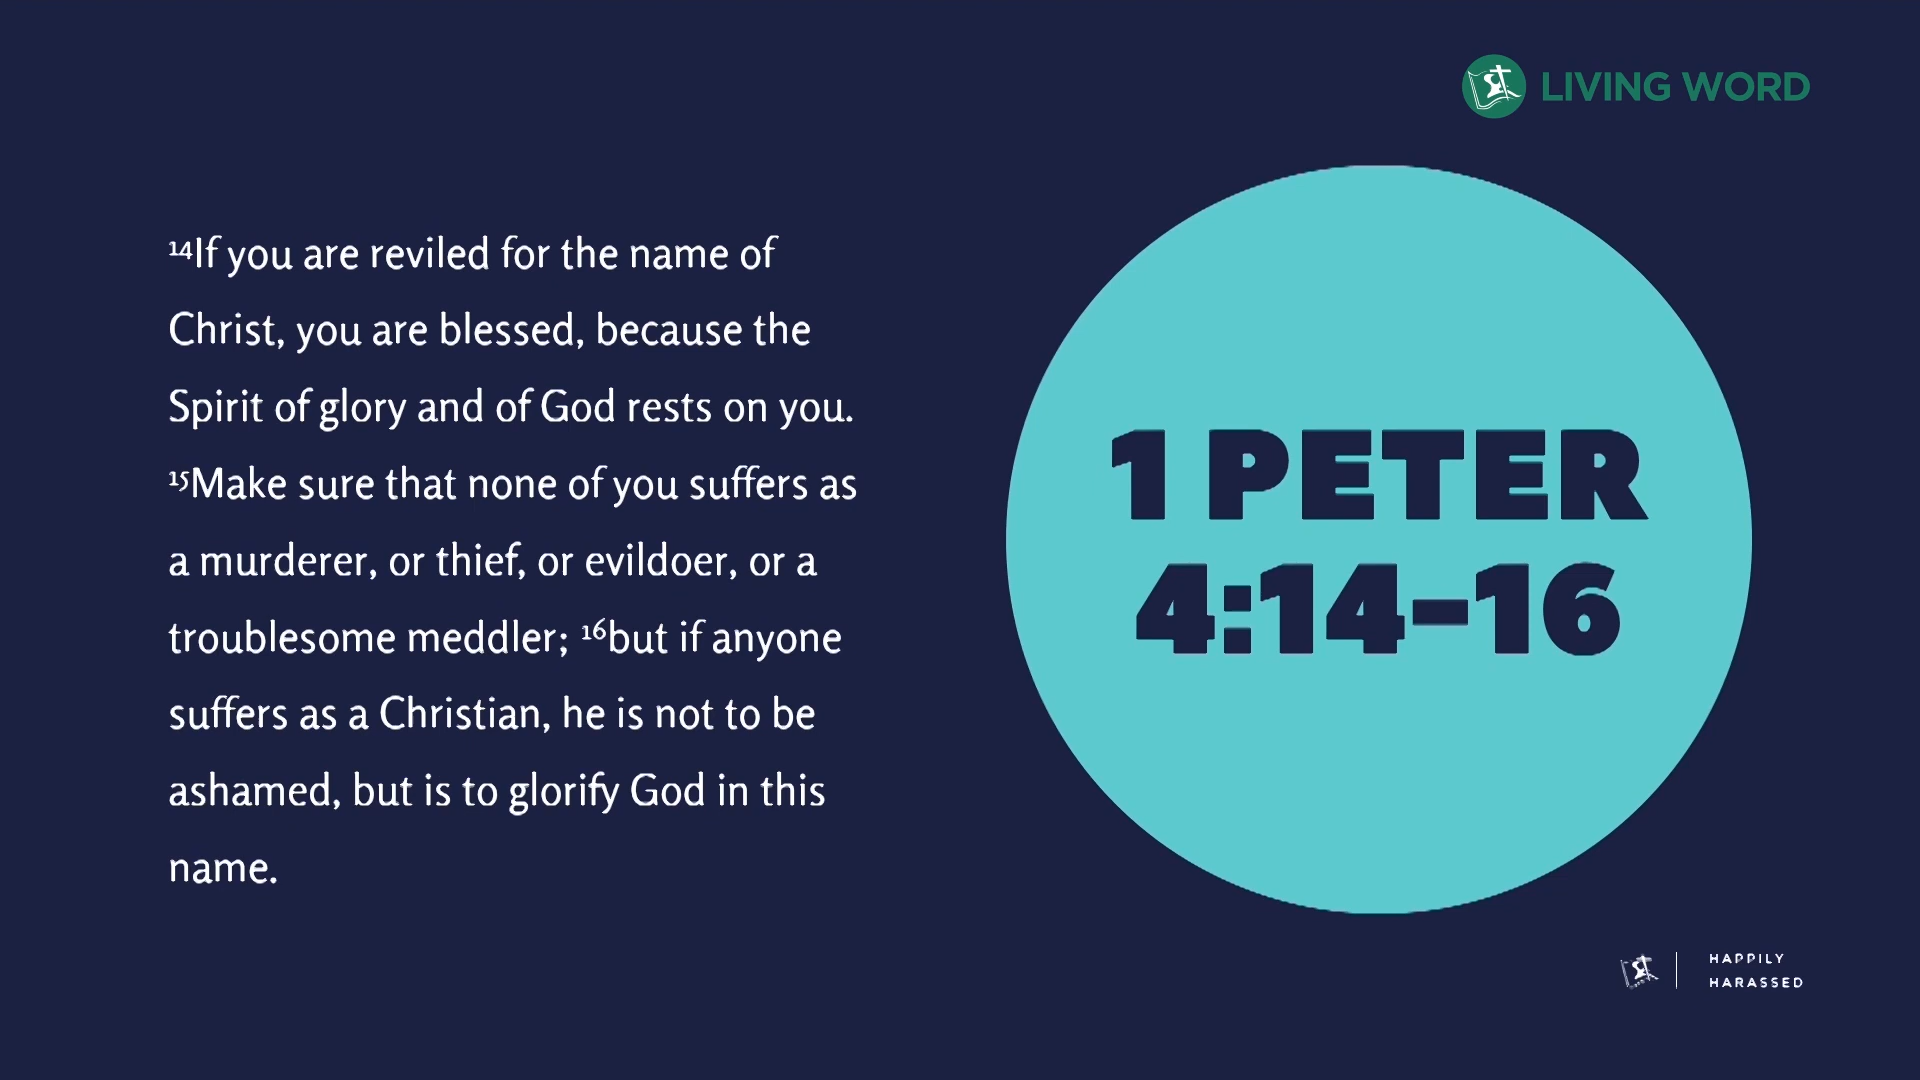 LIVING WORD
¹⁴If you are reviled for the name of
Christ, you are blessed, because the
Spirit of glory and of God rests on you.
¹⁵Make sure that none of you suffers as
a murderer, or thief, or evildoer, or a
troublesome meddler; ¹⁶but if anyone
suffers as a Christian, he is not to be
ashamed, but is to glorify God in this
name.
1 PETER
4:14-16
HAPPILY
HARASSED